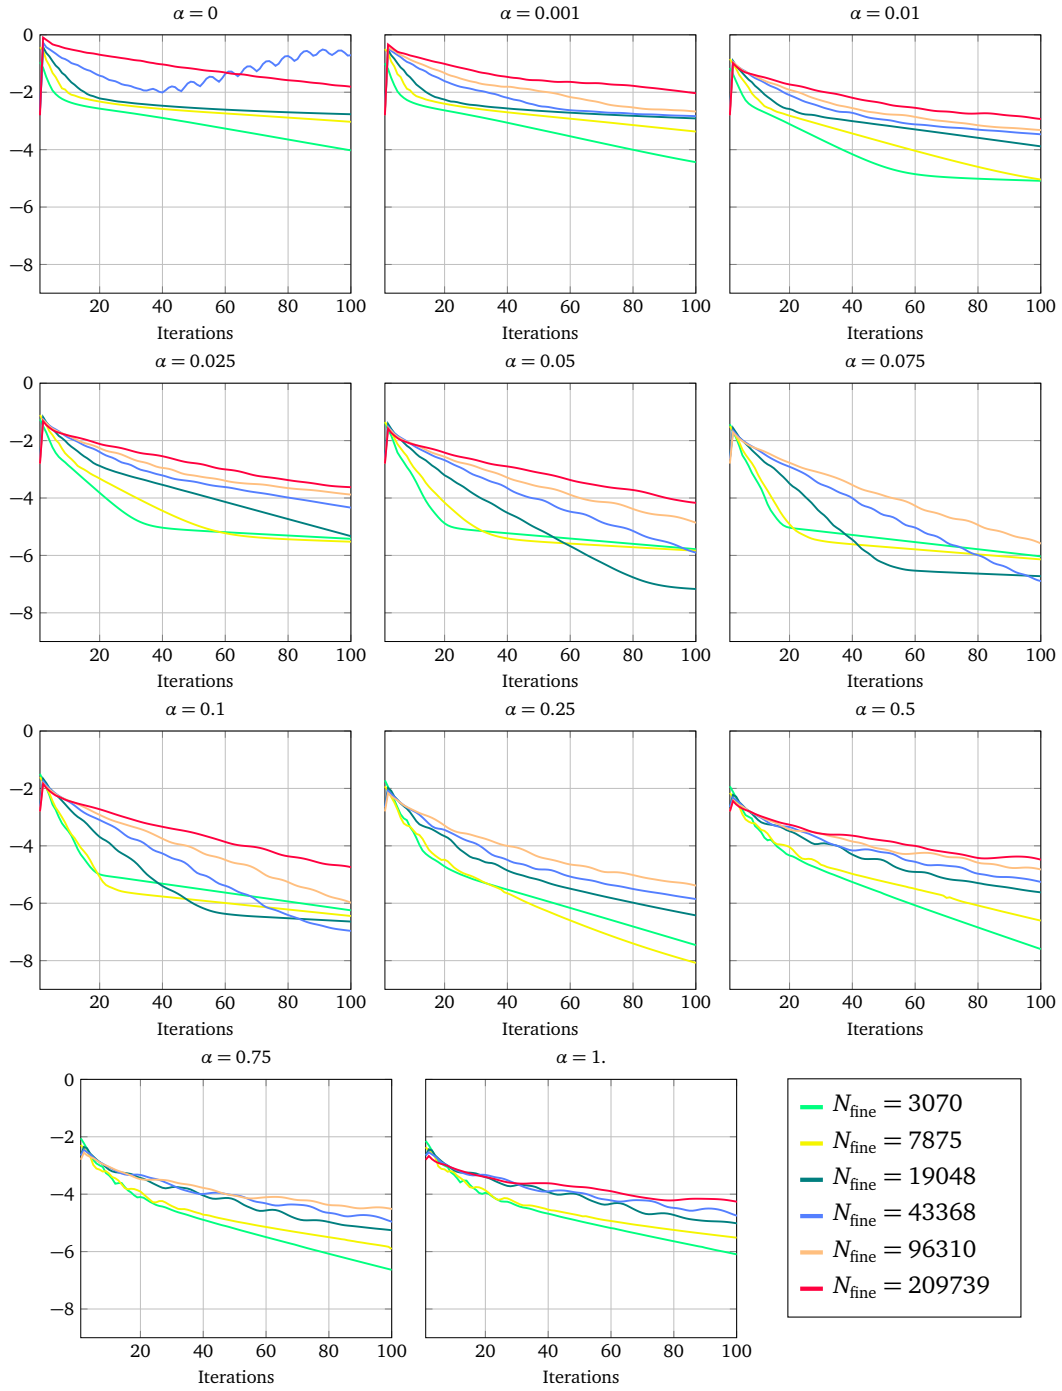 α = 0
α = 0.001
α = 0.01
0
−2
−4
−6
−8
20 40 60 80 100
20 40 60 80 100
20 40 60 80 100
Iterations
Iterations
Iterations
α = 0.025
α = 0.05
α = 0.075
0
−2
−4
−6
−8
20 40 60 80 100
20 40 60 80 100
20 40 60 80 100
Iterations
Iterations
Iterations
α = 0.1
α = 0.25
α = 0.5
0
−2
−4
−6
−8
20 40 60 80 100
20 40 60 80 100
20 40 60 80 100
Iterations
Iterations
Iterations
α = 0.75
α = 1.
0
−2
−4
−6
−8
20 40 60 80 100
20 40 60 80 100
Iterations
Iterations
N_fine = 3070
N_fine = 7875
N_fine = 19048
N_fine = 43368
N_fine = 96310
N_fine = 209739